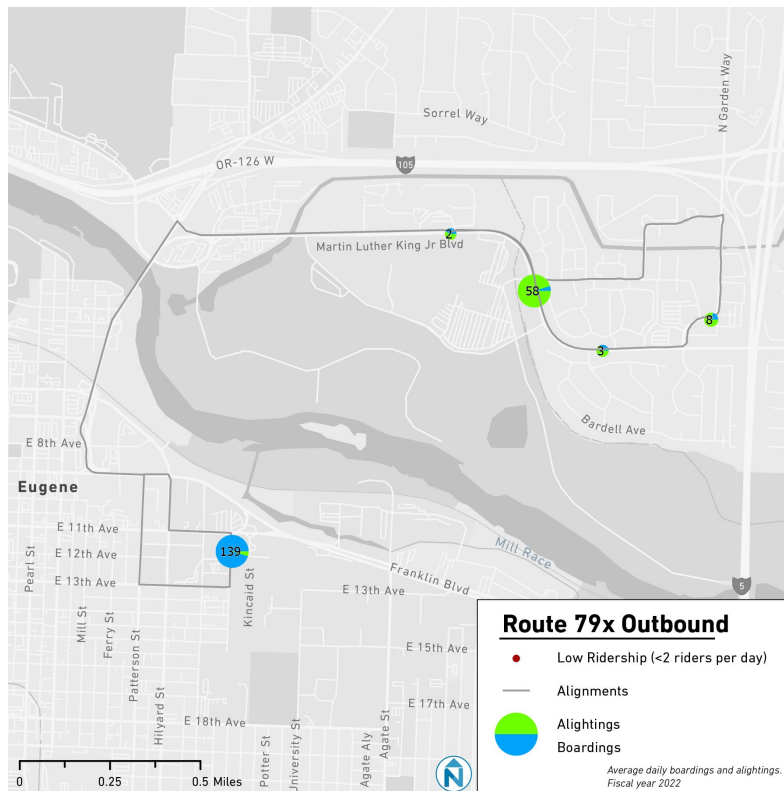 Sorrel Way
N Garden Way
OR-126 W
105
2
Martin Luther King Jr Blvd
58
8
3
Bardell Ave
E 8th Ave
Eugene
E 11th Ave
E 12th Ave
E 13th Ave
139
Mill Race
Franklin Blvd
E 13th Ave
5
Pearl St
Mill St
Ferry St
Patterson St
Hilyard St
Kincaid St
E 15th Ave
E 17th Ave
E 18th Ave
Potter St
University St
Agate Aly
Agate St
0 0.25 0.5 Miles
N
Route 79x Outbound
Low Ridership (<2 riders per day)
Alignments
Alightings
Boardings
Average daily boardings and alightings.
Fiscal year 2022